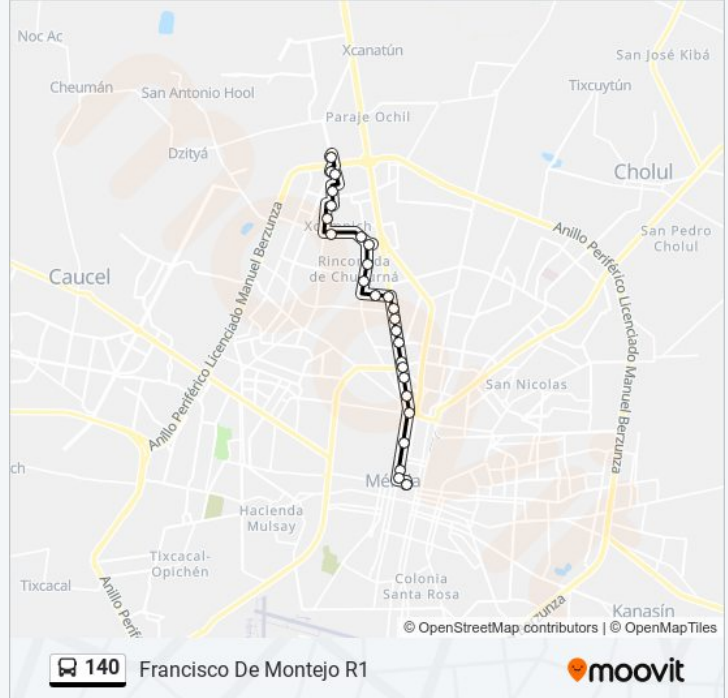 Noc Ac
Xcanatún
San José Kibá
Cheumán
San Antonio Hool
Tixcuytún
Paraje Ochil
Dzityá
Cholul
San Pedro
Cholul
Anillo Periférico Licenciado Manuel Berzunza
Anillo Periférico Licenciado Manuel Berzunza
Caucel
Rinconada
de Chuburná
San Nicolas
Mérida
Hacienda
Mulsay
Tixcacal-
Opichén
Tixcacal
Colonia
Santa Rosa
Kanasín
© OpenStreetMap contributors | © OpenMapTiles
140 Francisco De Montejo R1
moovit